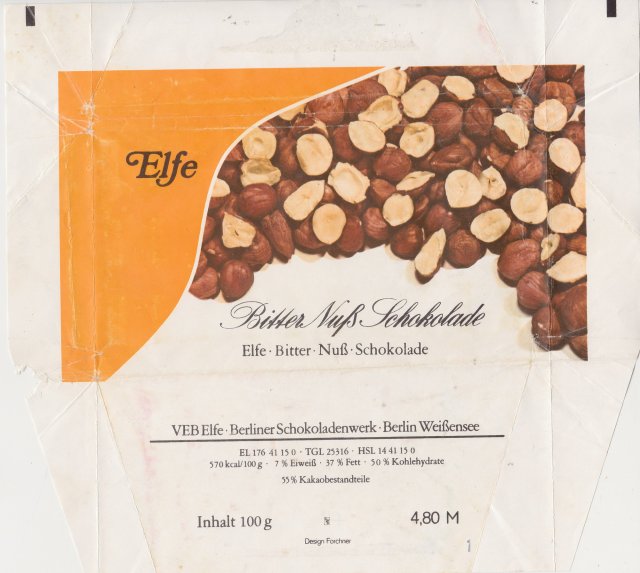 Elfe
Bitter Nuß Schokolade
Elfe · Bitter · Nuß · Schokolade
VEB Elfe · Berliner Schokoladenwerk · Berlin Weißensee
EL 176 41 15 0 · TGL 25316 · HSL 14 41 15 0
570 kcal/100 g · 7 % Eiweiß · 37 % Fett · 50 % Kohlehydrate
55 % Kakaobestandteile
Inhalt 100 g
4,80 M
Design Forchner
1